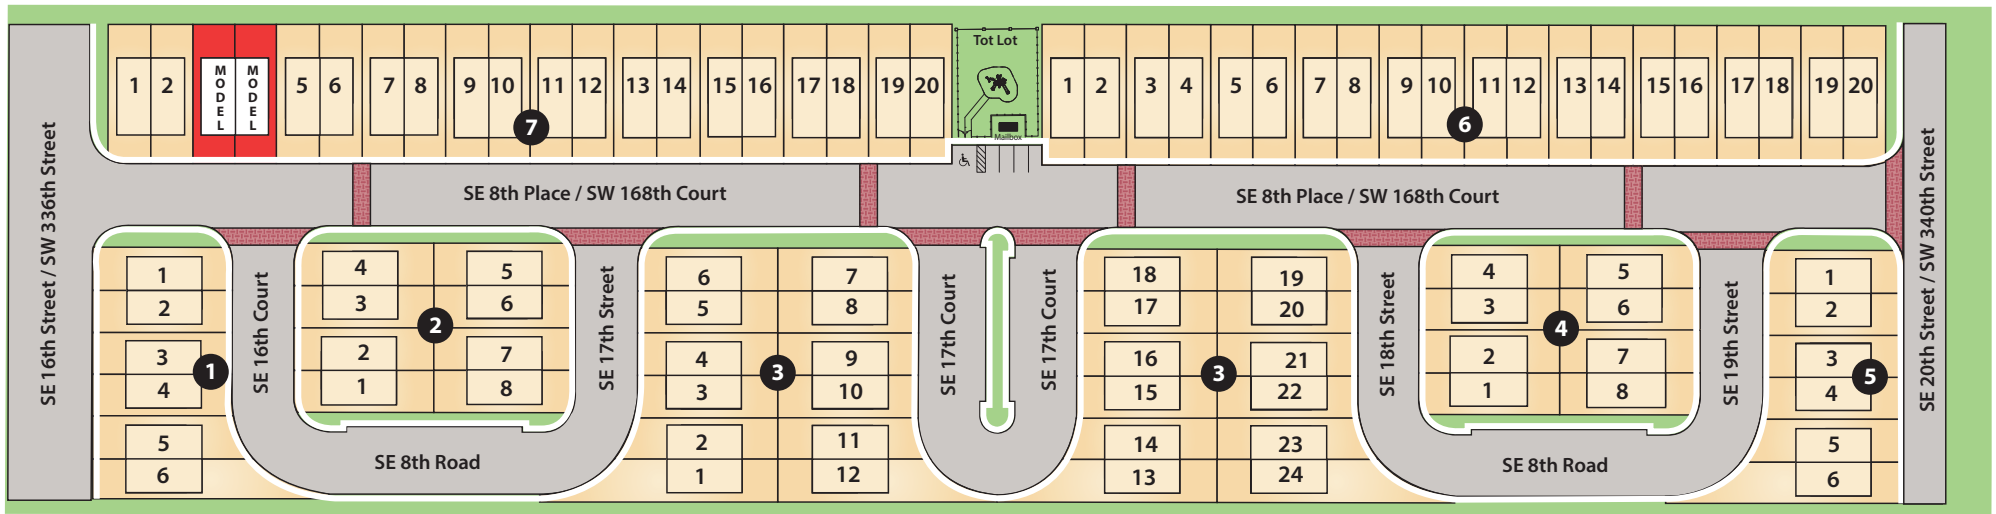 Tot Lot
1 2 MODEL MODEL 5 6 7 8 9 10 11 12 13 14 15 16 17 18 19 20
7
Mailbox
1 2 3 4 5 6 7 8 9 10 11 12 13 14 15 16 17 18 19 20
6
SE 8th Place / SW 168th Court
SE 8th Place / SW 168th Court
SE 16th Street / SW 336th Street
1
2
3
4
5
6
1
SE 16th Court
4 5
3 6
2
2 7
1 8
SE 8th Road
SE 17th Street
6 7
5 8
4 9
3
3 10
2 11
1 12
SE 17th Court
SE 17th Court
18 19
17 20
16 21
3
15 22
14 23
13 24
SE 18th Street
4 5
3 6
4
2 7
1 8
SE 8th Road
SE 19th Street
1
2
3
4
5
5
6
SE 20th Street / SW 340th Street